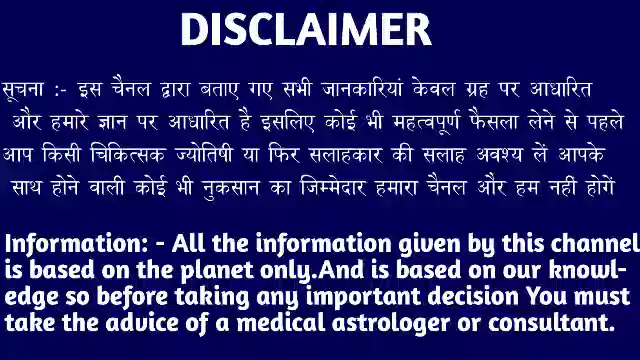 DISCLAIMER
सूचना :- इस चैनल द्वारा बताए गए सभी जानकारियां केवल ग्रह पर आधारित
और हमारे ज्ञान पर आधारित है इसलिए कोई भी महत्वपूर्ण फैसला लेने से पहले
आप किसी चिकित्सक ज्योतिषी या फिर सलाहकार की सलाह अवश्य लें आपके
साथ होने वाली कोई भी नुकसान का जिम्मेदार हमारा चैनल और हम नहीं होगें
Information: - All the information given by this channel
is based on the planet only.And is based on our knowl-
edge so before taking any important decision You must
take the advice of a medical astrologer or consultant.